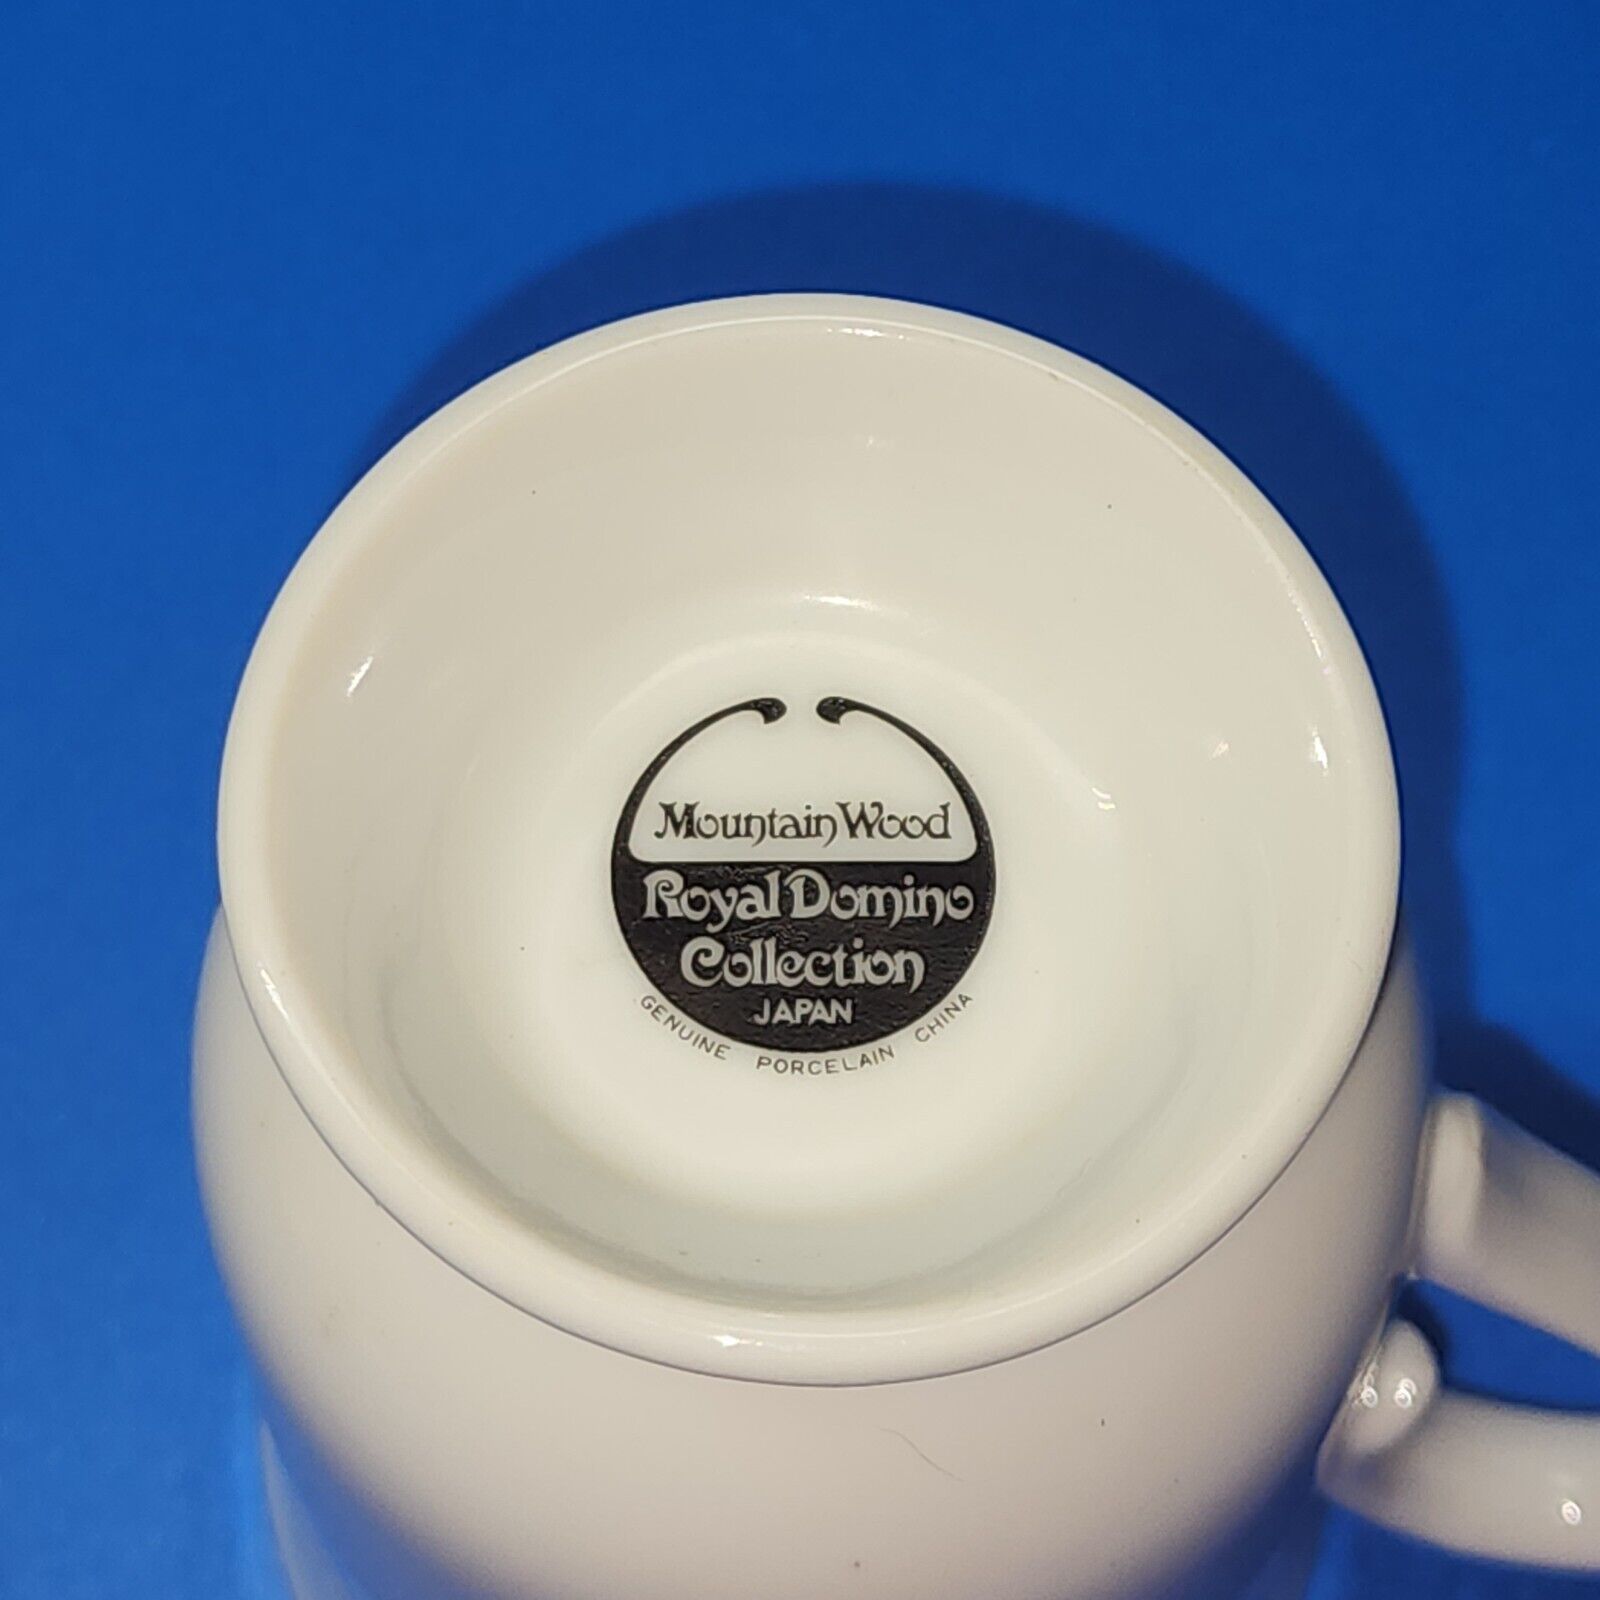 Mountain Wood
Royal Domino
Collection
JAPAN
GENUINE PORCELAIN CHINA